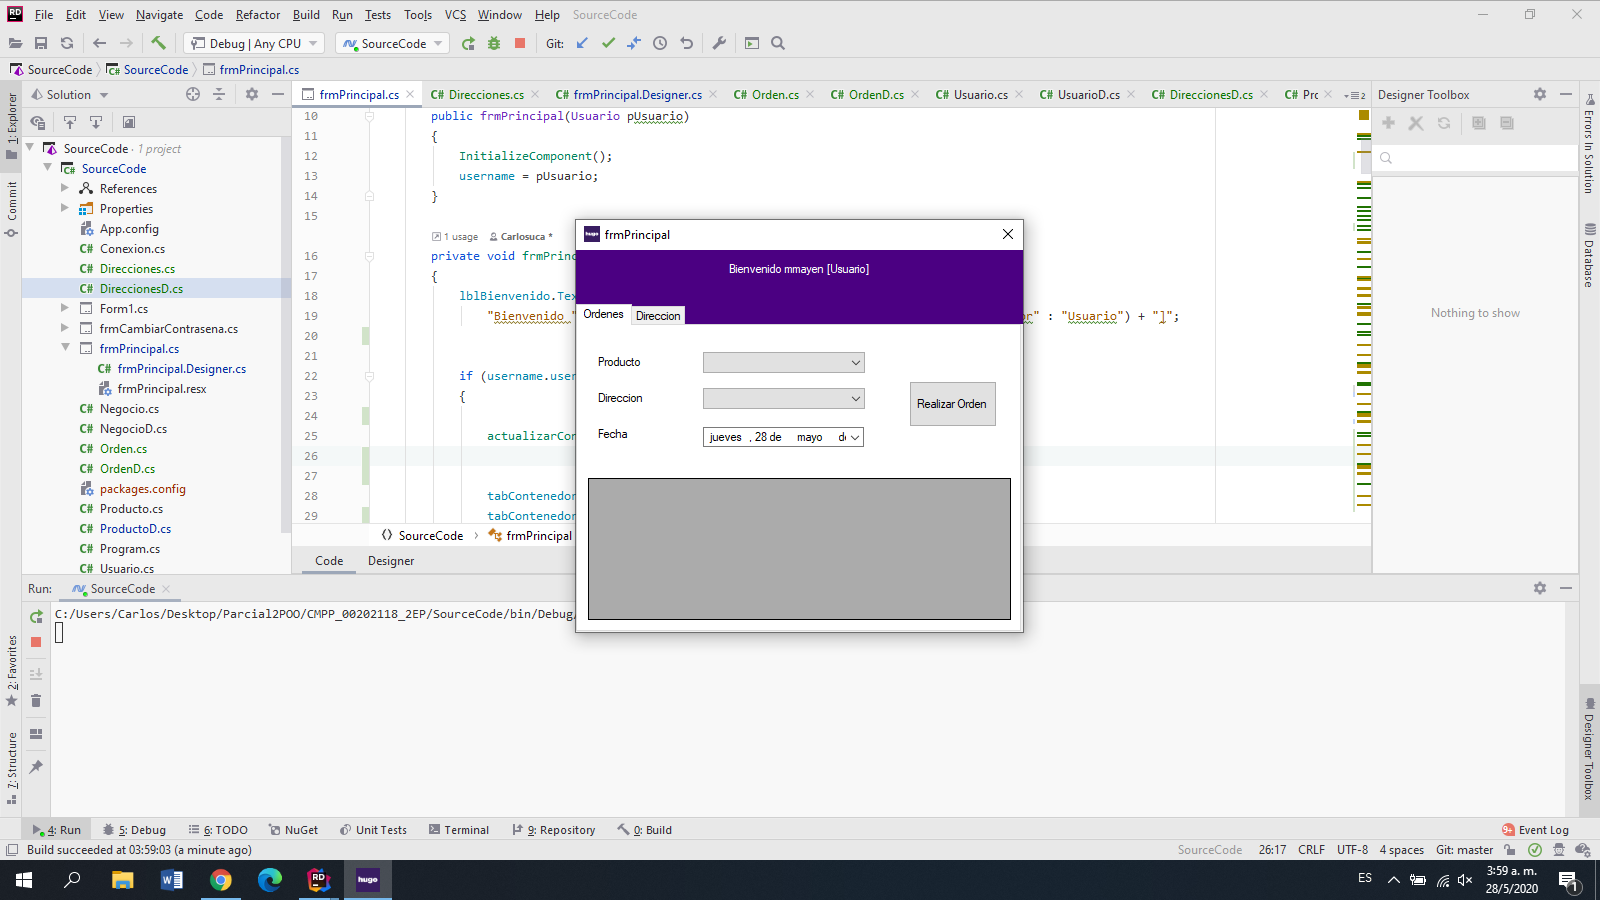 File Edit View Navigate Code Refactor Build Run Tests Tools VCS Window Help SourceCode
Debug | Any CPU SourceCode Git:
SourceCode SourceCode frmPrincipal.cs
1: Explorer
Commit
2: Favorites
7: Structure
Solution
SourceCode · 1 project
SourceCode
References
Properties
App.config
C# Conexion.cs
C# Direcciones.cs
C# DireccionesD.cs
Form1.cs
frmCambiarContrasena.cs
frmPrincipal.cs
C# frmPrincipal.Designer.cs
frmPrincipal.resx
C# Negocio.cs
C# NegocioD.cs
C# Orden.cs
C# OrdenD.cs
packages.config
C# Producto.cs
C# ProductoD.cs
C# Program.cs
C# Usuario.cs
frmPrincipal.cs C# Direcciones.cs C# frmPrincipal.Designer.cs C# Orden.cs C# OrdenD.cs C# Usuario.cs C# UsuarioD.cs C# DireccionesD.cs C# Pr
10 public frmPrincipal(Usuario pUsuario)
11 {
12 InitializeComponent();
13 username = pUsuario;
14 }
15
1 usage Carlosuca *
16 private void frmPrinc
17 {
18 lblBienvenido.Tex
19 "Bienvenido " or" : "Usuario") + "]";
20
21
22 if (username.user
23 {
24
25 actualizarCon
26
27
28 tabContenedor
29 tabContenedor
SourceCode › frmPrincipal
Code Designer
frmPrincipal
Bienvenido mmayen [Usuario]
Ordenes Direccion
Producto
Direccion
Realizar Orden
Fecha jueves , 28 de mayo de
hugo
Designer Toolbox
Nothing to show
Errors In Solution
Database
Designer Toolbox
Run: SourceCode
C:/Users/Carlos/Desktop/Parcial2POO/CMPP_00202118_2EP/SourceCode/bin/Debug/
4: Run 5: Debug 6: TODO NuGet Unit Tests Terminal 9: Repository 0: Build 9+ Event Log
Build succeeded at 03:59:03 (a minute ago) SourceCode 26:17 CRLF UTF-8 4 spaces Git: master
hugo
ES
3:59 a. m.
28/5/2020
1